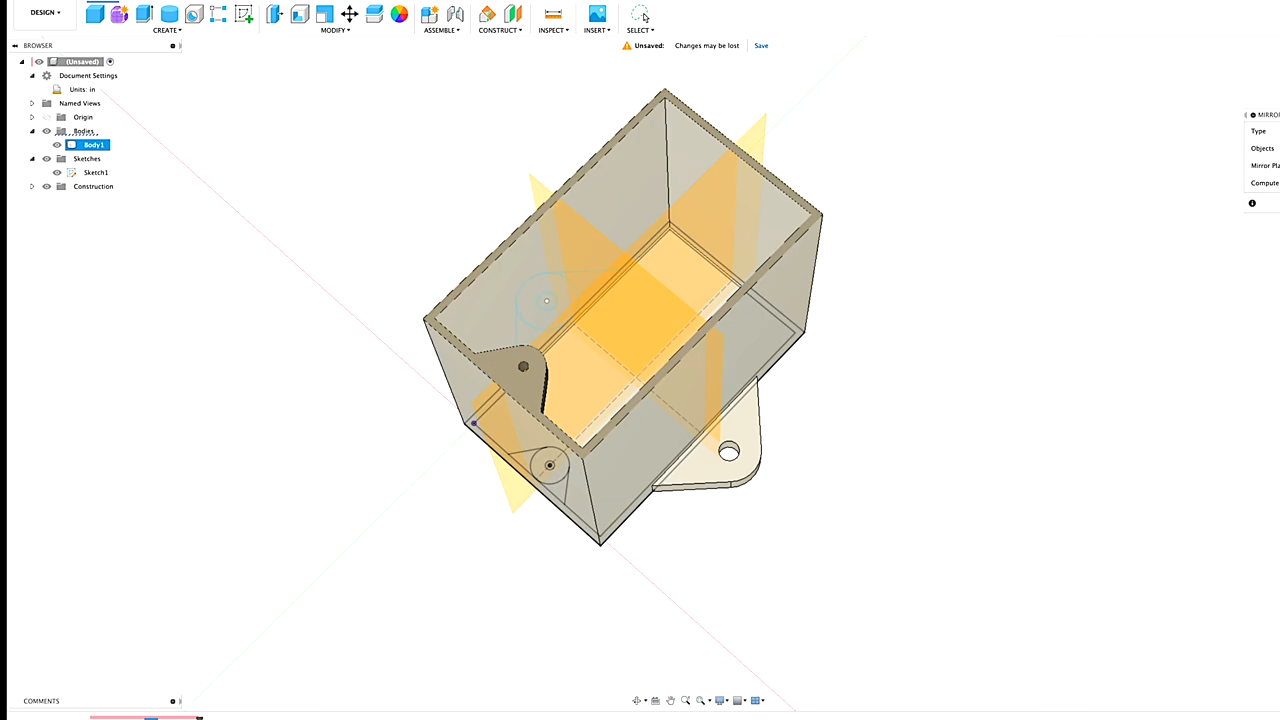 DESIGN
CREATE
MODIFY
ASSEMBLE
CONSTRUCT
INSPECT
INSERT
SELECT
BROWSER
Unsaved: Changes may be lost Save
(Unsaved)
Document Settings
Units: in
Named Views
Origin
Bodies
Body1
Sketches
Sketch1
Construction
MIRROR
Type
Objects
Mirror Pla
Compute
COMMENTS